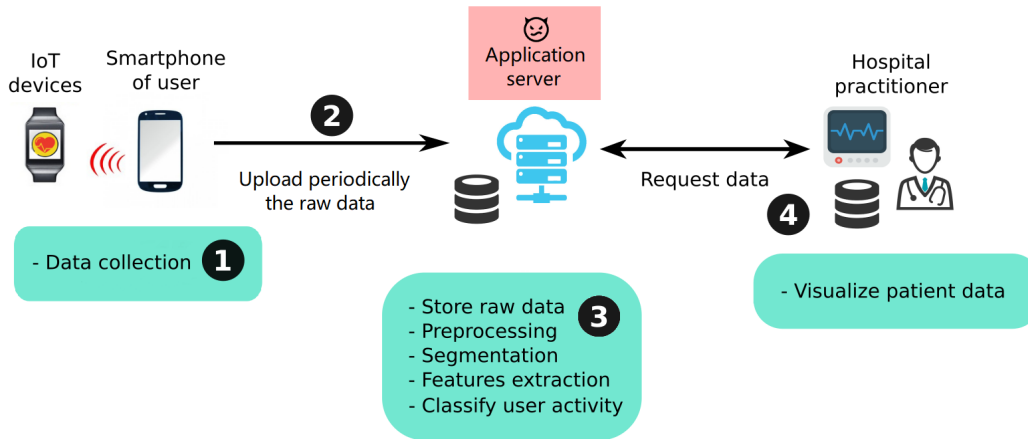 IoT
devices
Smartphone
of user
2
Upload periodically
the raw data
Application
server
Request data
Hospital
practitioner
4
- Data collection 1
- Store raw data 3
- Preprocessing
- Segmentation
- Features extraction
- Classify user activity
- Visualize patient data